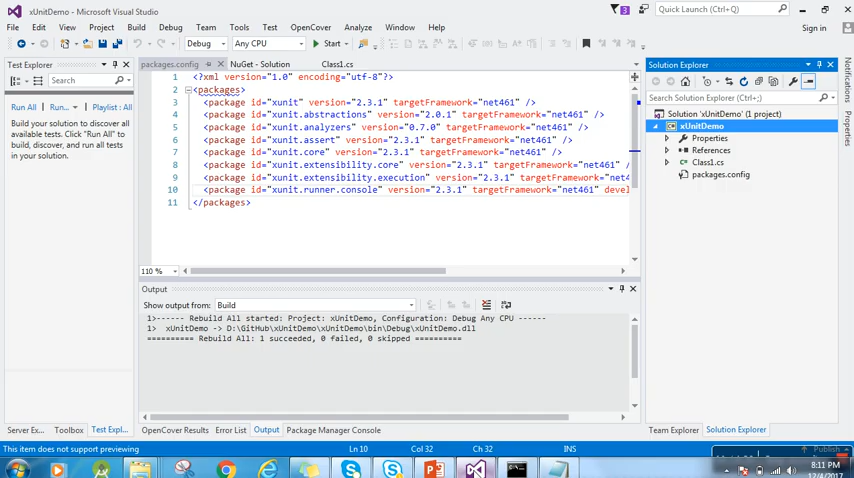 xUnitDemo - Microsoft Visual Studio
3
Quick Launch (Ctrl+Q)
File Edit View Project Build Debug Team Tools Test OpenCover Analyze Window Help
Sign in
Debug Any CPU Start
Test Explorer
Search
Run All Run... Playlist : All
Build your solution to discover all available tests. Click "Run All" to build, discover, and run all tests in your solution.
packages.config NuGet - Solution Class1.cs
1 <?xml version="1.0" encoding="utf-8"?>
2 <packages>
3 <package id="xunit" version="2.3.1" targetFramework="net461" />
4 <package id="xunit.abstractions" version="2.0.1" targetFramework="net461" />
5 <package id="xunit.analyzers" version="0.7.0" targetFramework="net461" />
6 <package id="xunit.assert" version="2.3.1" targetFramework="net461" />
7 <package id="xunit.core" version="2.3.1" targetFramework="net461" />
8 <package id="xunit.extensibility.core" version="2.3.1" targetFramework="net461" /
9 <package id="xunit.extensibility.execution" version="2.3.1" targetFramework="net4
10 <package id="xunit.runner.console" version="2.3.1" targetFramework="net461" devel
11 </packages>
110 %
Output
Show output from: Build
1>------ Rebuild All started: Project: xUnitDemo, Configuration: Debug Any CPU ------
1> xUnitDemo -> D:\GitHub\xUnitDemo\xUnitDemo\bin\Debug\xUnitDemo.dll
========== Rebuild All: 1 succeeded, 0 failed, 0 skipped ==========
Solution Explorer
Search Solution Explorer (Ctrl+;)
Solution 'xUnitDemo' (1 project)
xUnitDemo
Properties
References
Class1.cs
packages.config
Notifications
Properties
Server Ex... Toolbox Test Expl...
OpenCover Results Error List Output Package Manager Console
Team Explorer Solution Explorer
This item does not support previewing Ln 10 Col 32 Ch 32 INS Publish
8:11 PM
12/4/2017